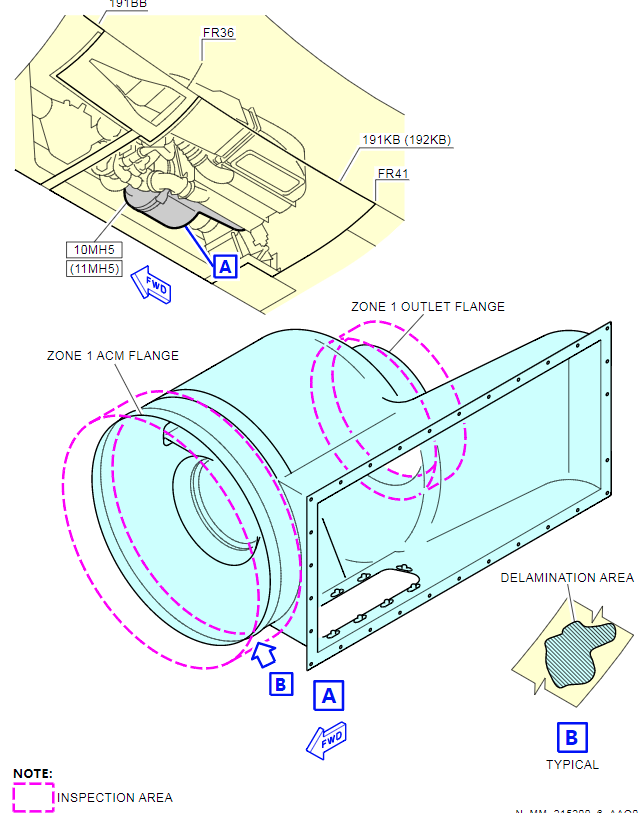 191BB
FR36
191KB (192KB)
FR41
10MH5
(11MH5)
A
FWD
ZONE 1 OUTLET FLANGE
ZONE 1 ACM FLANGE
DELAMINATION AREA
B
A
B
FWD
TYPICAL
NOTE:
INSPECTION AREA